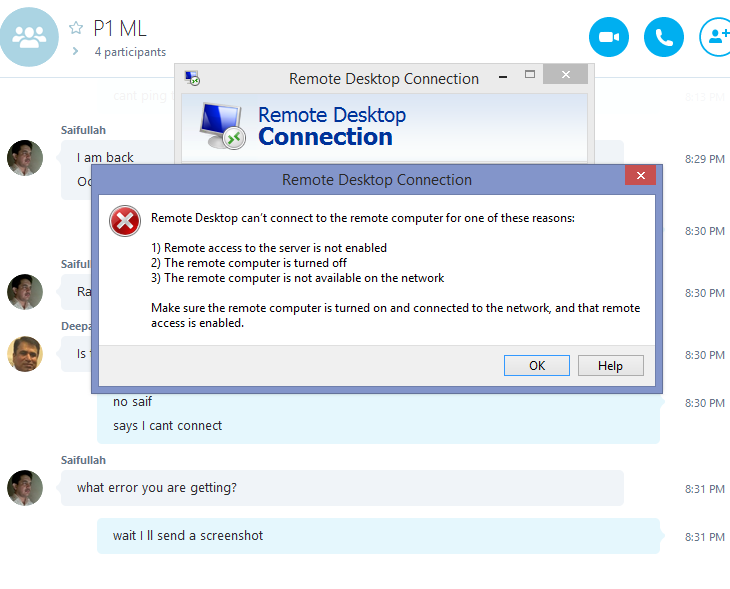 P1 ML
4 participants
cant ping
8:13 PM
Remote Desktop Connection
Remote Desktop
Connection
Saifullah
I am back
8:29 PM
Remote Desktop Connection
Remote Desktop can't connect to the remote computer for one of these reasons:
1) Remote access to the server is not enabled
2) The remote computer is turned off
3) The remote computer is not available on the network
Make sure the remote computer is turned on and connected to the network, and that remote
access is enabled.
OK
Help
8:30 PM
Saiful
Ra
8:30 PM
Deepa
Is
8:30 PM
no saif
says I cant connect
8:30 PM
Saifullah
what error you are getting?
8:31 PM
wait I ll send a screenshot
8:31 PM